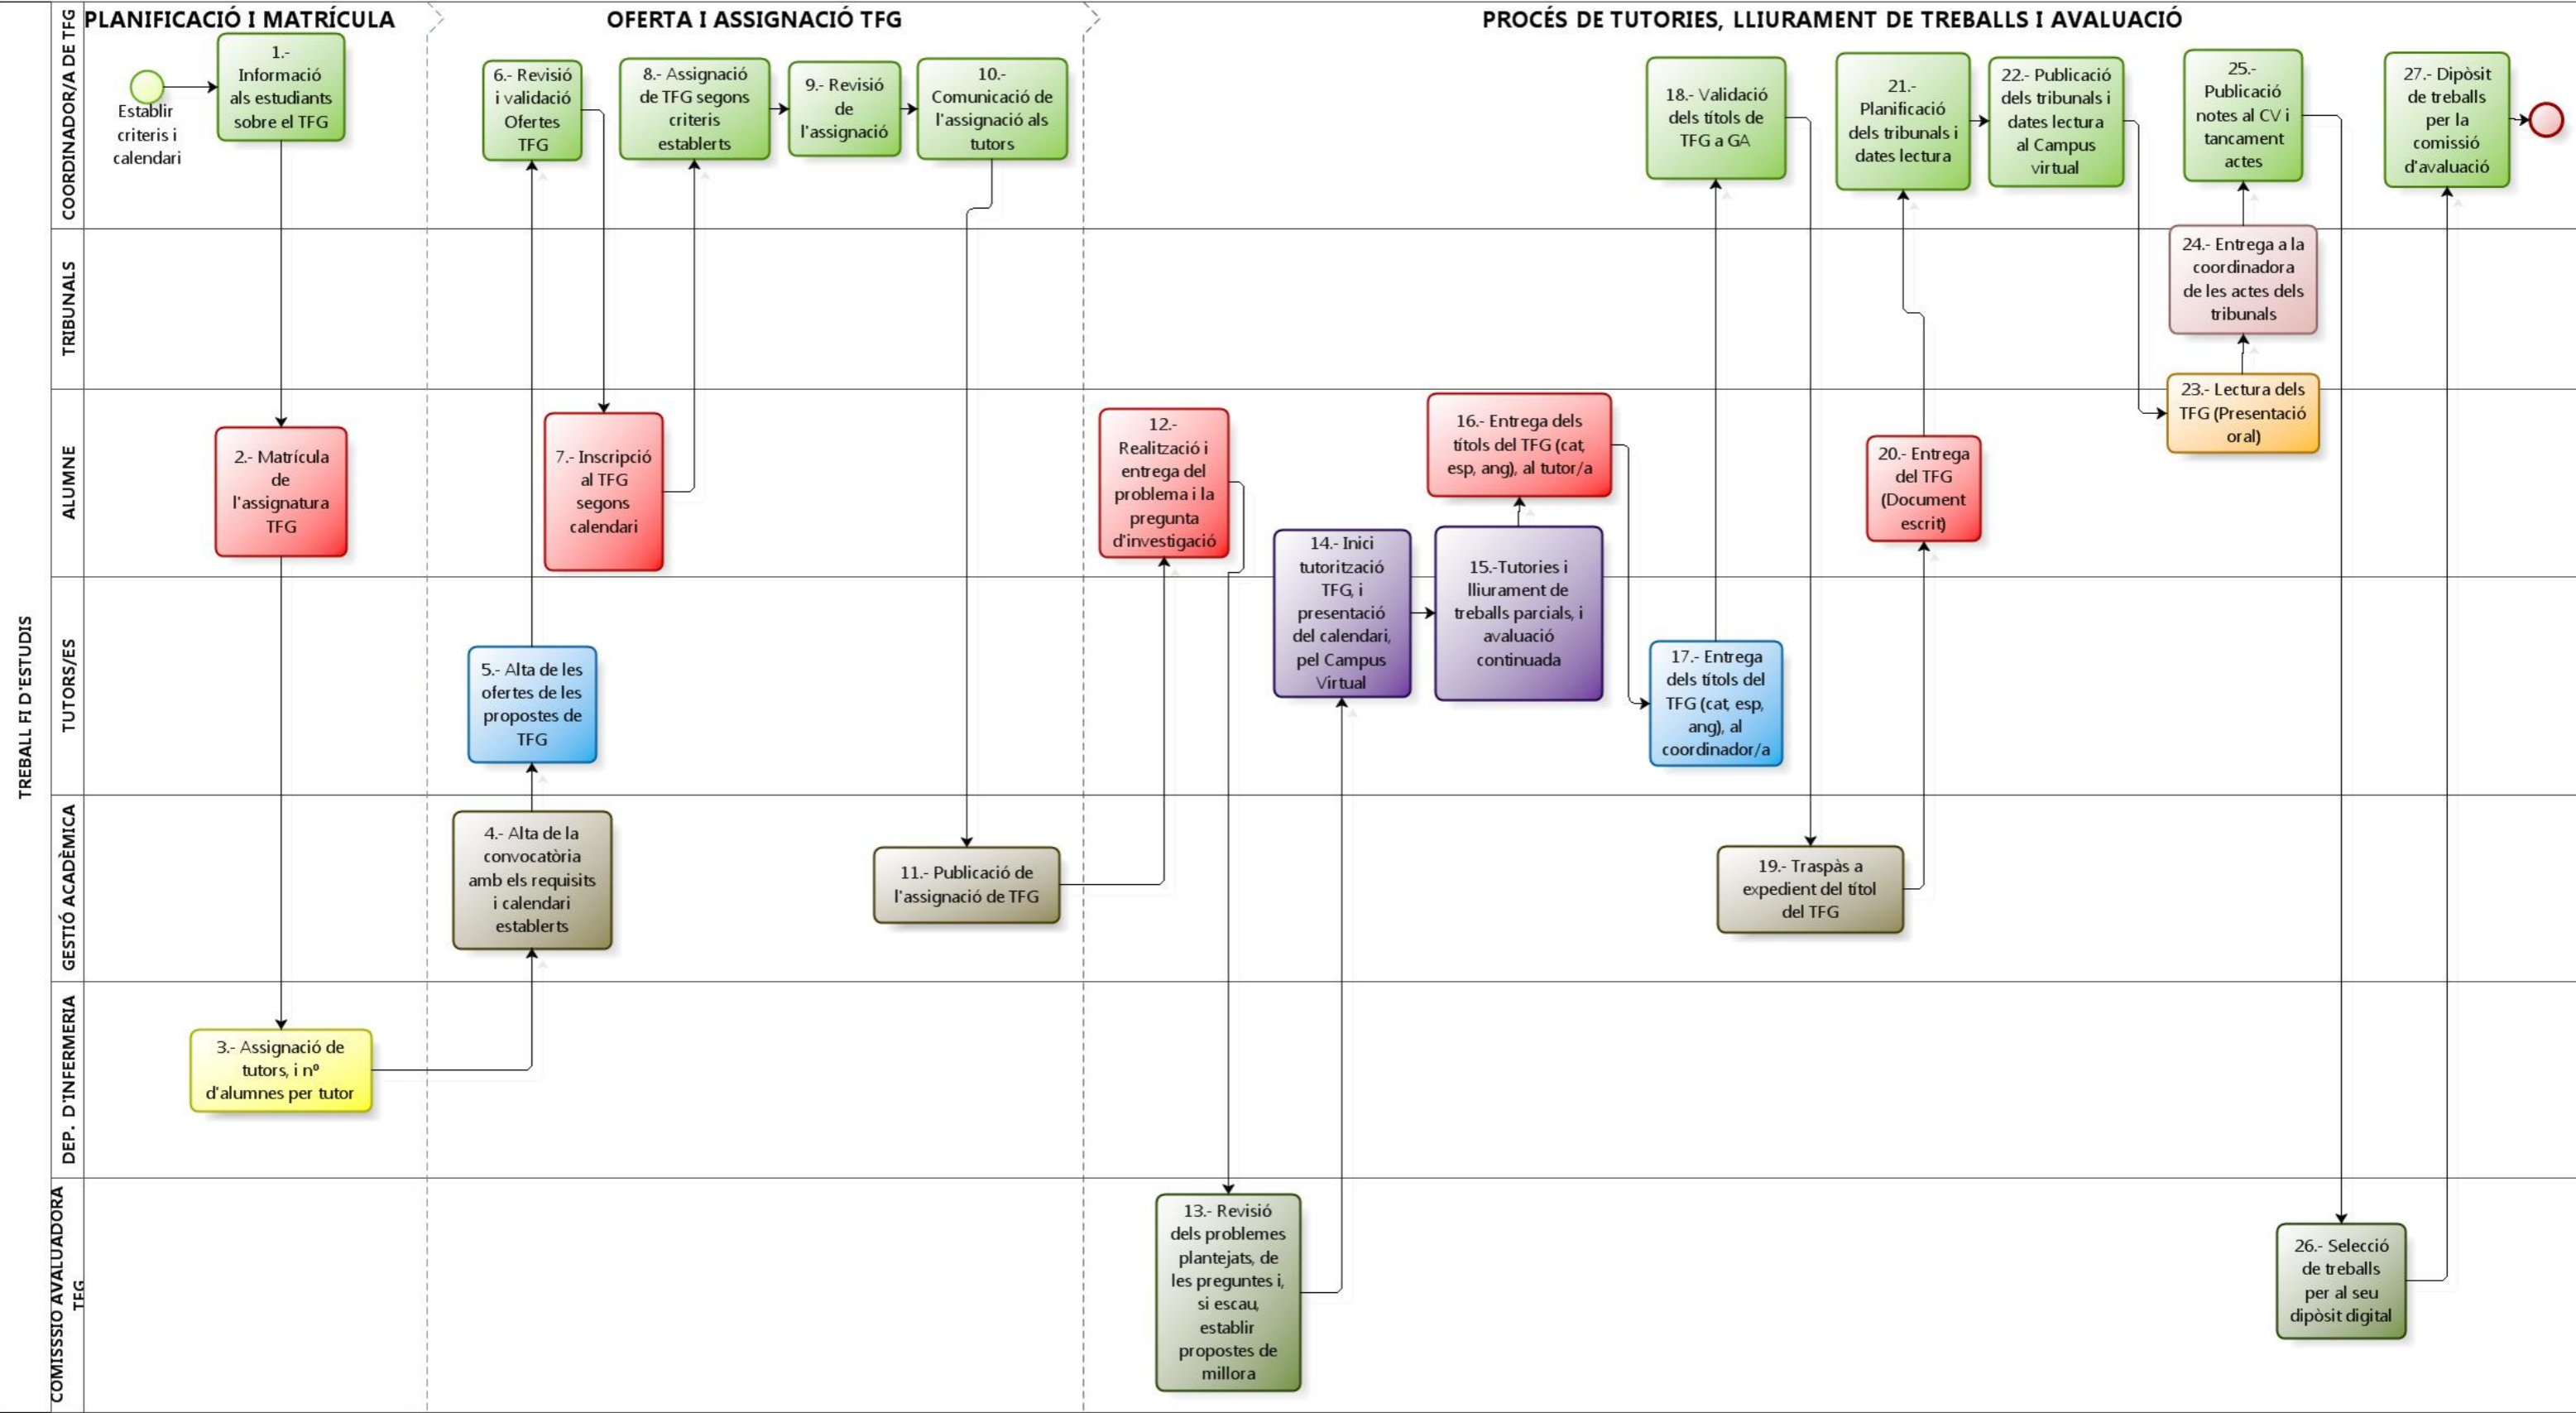 TREBALL FI D'ESTUDIS
PLANIFICACIÓ I MATRÍCULA
OFERTA I ASSIGNACIÓ TFG
PROCÉS DE TUTORIES, LLIURAMENT DE TREBALLS I AVALUACIÓ
COORDINADOR/A DE TFG
Establir
criteris i
calendari
1.-
Informació
als estudiants
sobre el TFG
6.- Revisió
i validació
Ofertes
TFG
8.- Assignació
de TFG segons
criteris
establerts
9.- Revisió
de
l'assignació
10.-
Comunicació de
l'assignació als
tutors
18.- Validació
dels títols de
TFG a GA
21.-
Planificació
dels tribunals i
dates lectura
22.- Publicació
dels tribunals i
dates lectura
al Campus
virtual
25.-
Publicació
notes al CV i
tancament
actes
27.- Dipòsit
de treballs
per la
comissió
d'avaluació
TRIBUNALS
24.- Entrega a la
coordinadora
de les actes dels
tribunals
ALUMNE
2.- Matrícula
de
l'assignatura
TFG
7.- Inscripció
al TFG
segons
calendari
12.-
Realització i
entrega del
problema i la
pregunta
d'investigació
16.- Entrega dels
títols del TFG (cat,
esp, ang), al tutor/a
20.- Entrega
del TFG
(Document
escrit)
23.- Lectura dels
TFG (Presentació
oral)
TUTORS/ES
5.- Alta de les
ofertes de les
propostes de
TFG
14.- Inici
tutorització
TFG, i
presentació
del calendari,
pel Campus
Virtual
15.-Tutories i
lliurament de
treballs parcials, i
avaluació
continuada
17.- Entrega
dels títols del
TFG (cat, esp,
ang), al
coordinador/a
GESTIÓ ACADÈMICA
4.- Alta de la
convocatòria
amb els requisits
i calendari
establerts
11.- Publicació de
l'assignació de TFG
19.- Traspàs a
expedient del títol
del TFG
DEP. D'INFERMERIA
3.- Assignació de
tutors, i nº
d'alumnes per tutor
COMISSSIO AVALUADORA
TFG
13.- Revisió
dels problemes
plantejats, de
les preguntes i,
si escau,
establir
propostes de
millora
26.- Selecció
de treballs
per al seu
dipòsit digital